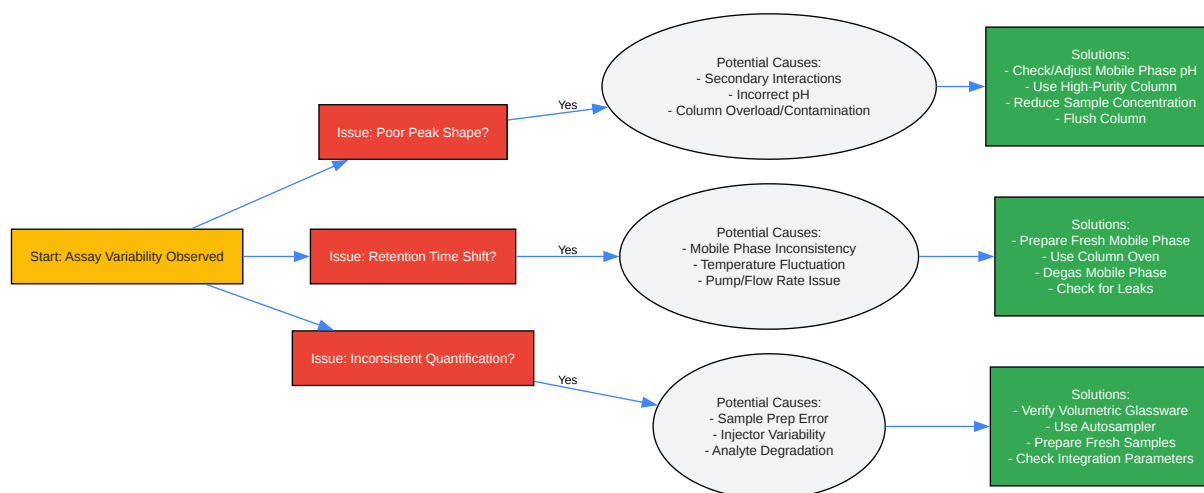 Start: Assay Variability Observed
Issue: Poor Peak Shape?
Yes
Potential Causes:
- Secondary Interactions
- Incorrect pH
- Column Overload/Contamination
Solutions:
- Check/Adjust Mobile Phase pH
- Use High-Purity Column
- Reduce Sample Concentration
- Flush Column
Issue: Retention Time Shift?
Yes
Potential Causes:
- Mobile Phase Inconsistency
- Temperature Fluctuation
- Pump/Flow Rate Issue
Solutions:
- Prepare Fresh Mobile Phase
- Use Column Oven
- Degas Mobile Phase
- Check for Leaks
Issue: Inconsistent Quantification?
Yes
Potential Causes:
- Sample Prep Error
- Injector Variability
- Analyte Degradation
Solutions:
- Verify Volumetric Glassware
- Use Autosampler
- Prepare Fresh Samples
- Check Integration Parameters